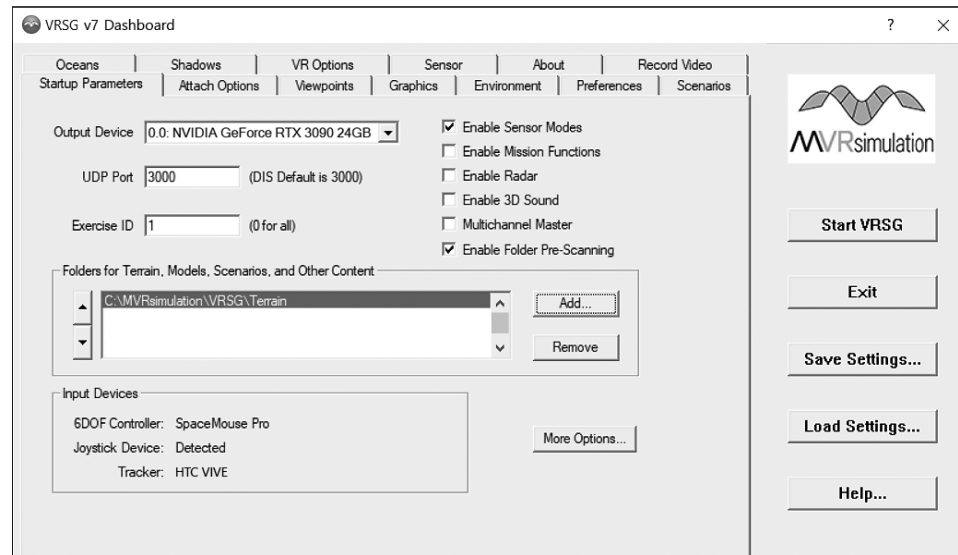 VRSG v7 Dashboard ? ×
Oceans Shadows VR Options Sensor About Record Video
Startup Parameters Attach Options Viewpoints Graphics Environment Preferences Scenarios
Output Device 0.0: NVIDIA GeForce RTX 3090 24GB
UDP Port 3000 (DIS Default is 3000)
Exercise ID 1 (0 for all)
Enable Sensor Modes
Enable Mission Functions
Enable Radar
Enable 3D Sound
Multichannel Master
Enable Folder Pre-Scanning
Folders for Terrain, Models, Scenarios, and Other Content
C:\MVRsimulation\VRSG\Terrain
Add...
Remove
Input Devices
6DOF Controller: SpaceMouse Pro
Joystick Device: Detected
Tracker: HTC VIVE
More Options...
MVRsimulation
Start VRSG
Exit
Save Settings...
Load Settings...
Help...